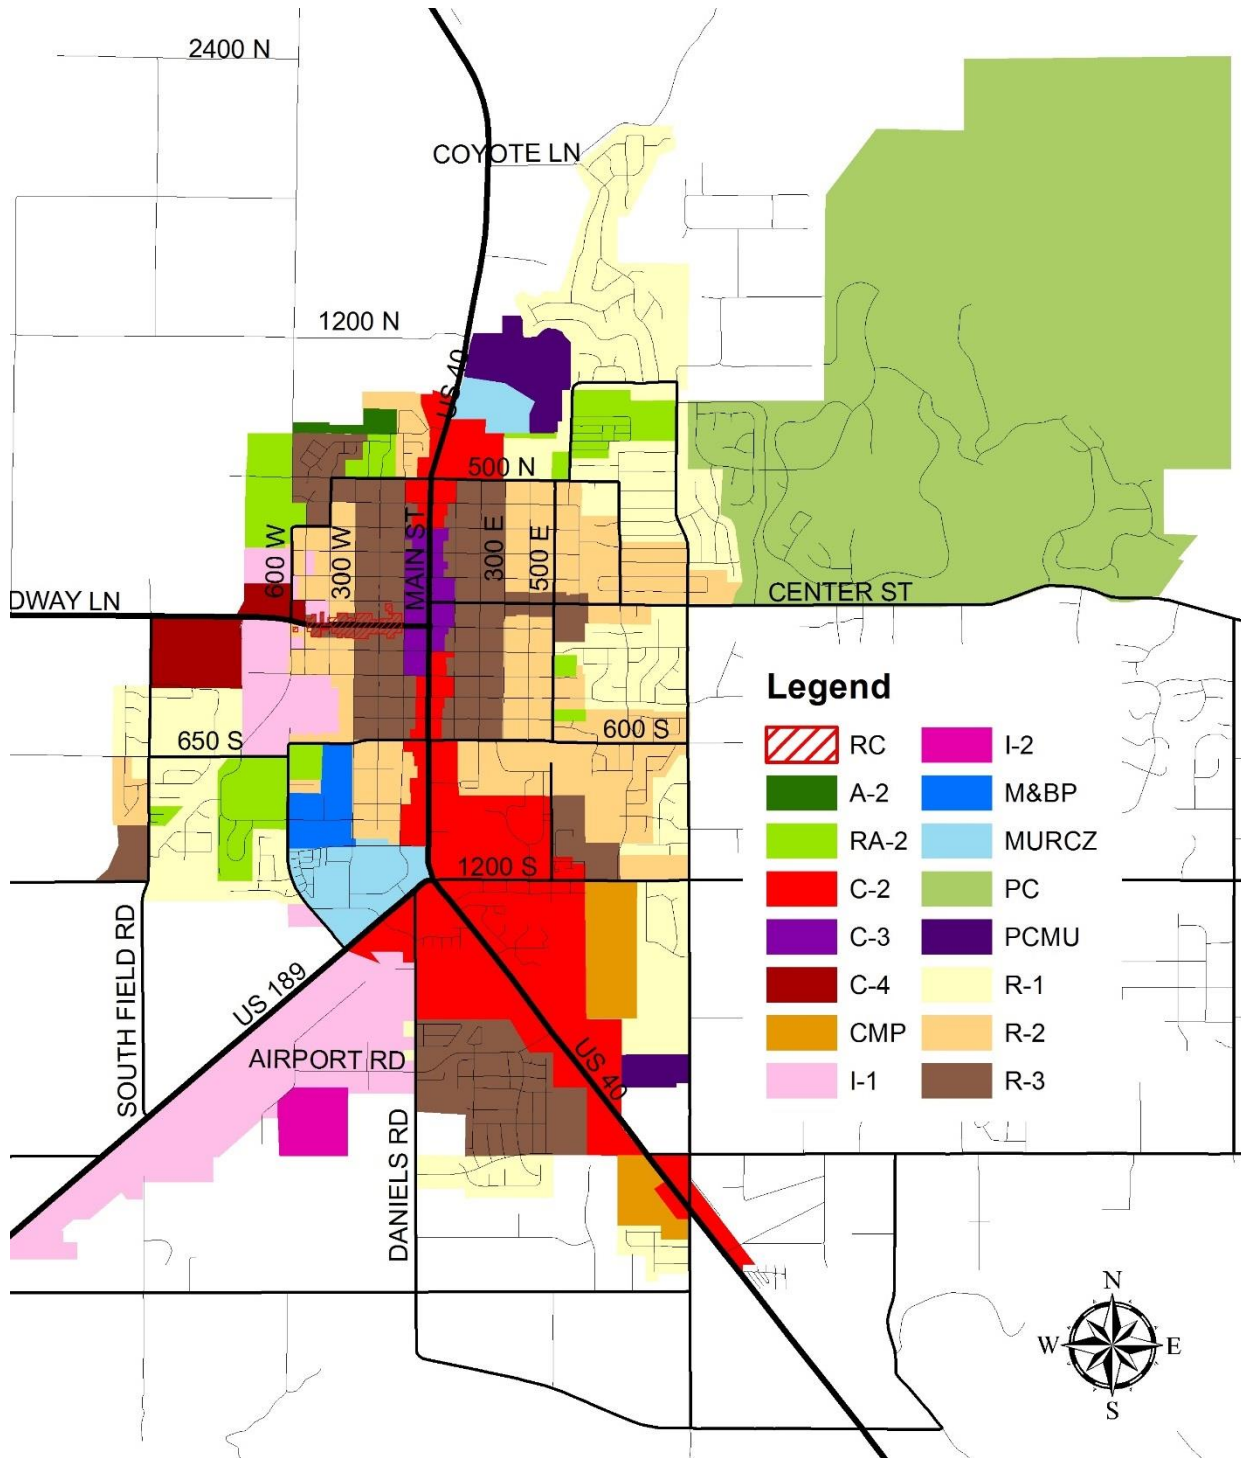 2400 N
COYOTE LN
1200 N
US 40
500 N
600 W
300 W
MAIN ST
300 E
500 E
DWAY LN
CENTER ST
650 S
600 S
1200 S
SOUTH FIELD RD
US 189
AIRPORT RD
US 40
DANIELS RD
Legend
RC
A-2
RA-2
C-2
C-3
C-4
CMP
I-1
I-2
M&BP
MURCZ
PC
PCMU
R-1
R-2
R-3
N
W
E
S